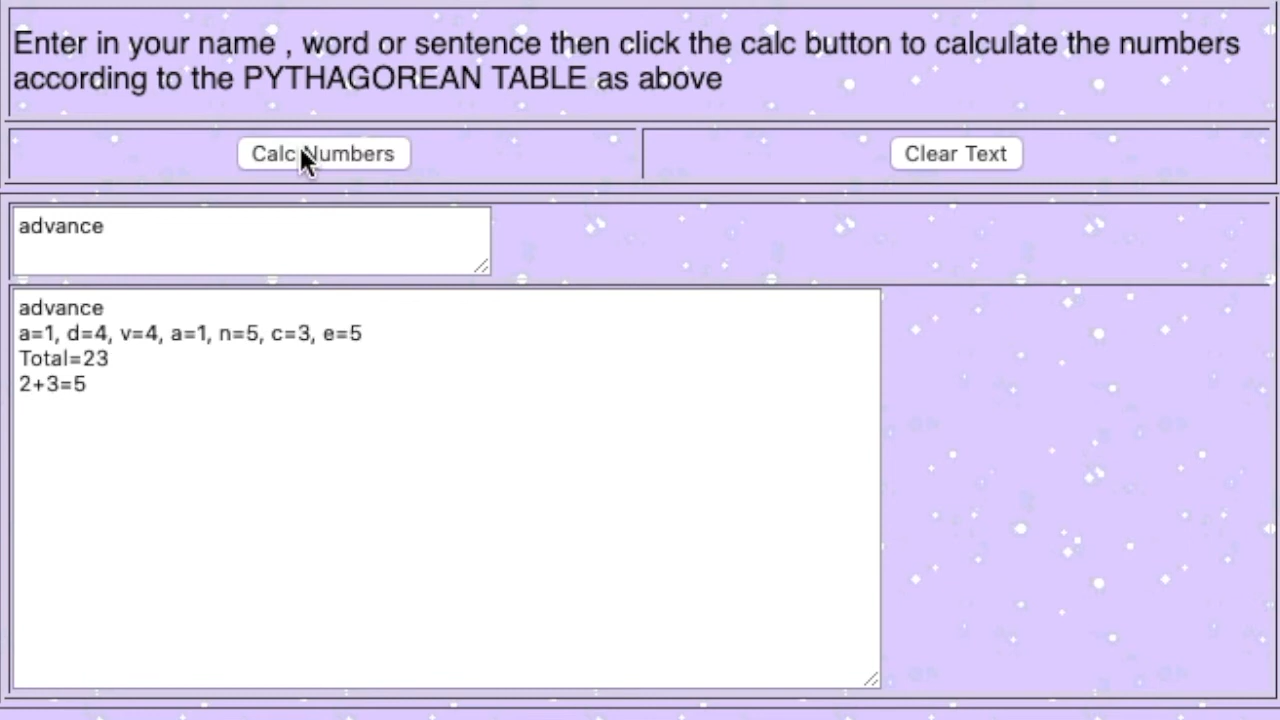 Enter in your name , word or sentence then click the calc button to calculate the numbers
according to the PYTHAGOREAN TABLE as above
Calc Numbers
Clear Text
advance
advance
a=1, d=4, v=4, a=1, n=5, c=3, e=5
Total=23
2+3=5